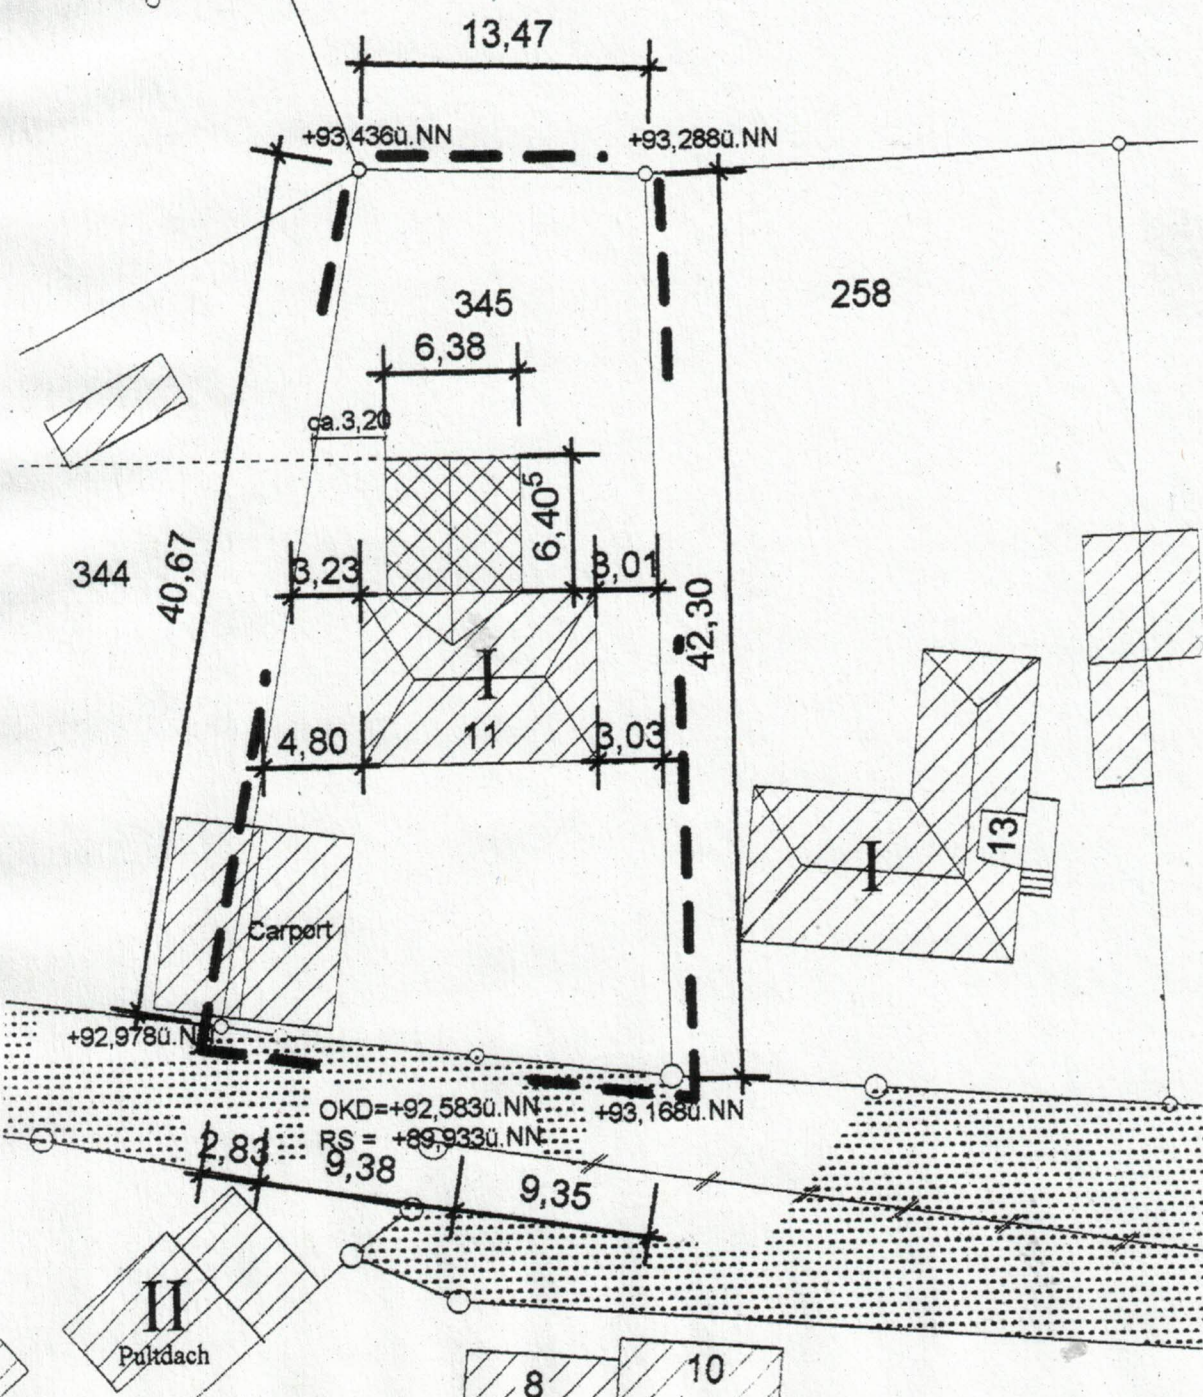 13,47
+93,436ü.NN
+93,288ü.NN
345
258
6,38
ca.3,20
6,40⁵
344
40,67
3,23
3,01
42,30
I
11
4,80
3,03
13
I
Carport
+92,978ü.NN
OKD=+92,583ü.NN
+93,168ü.NN
RS = +89,933ü.NN
2,83
9,38
9,35
II
Pultdach
8
10